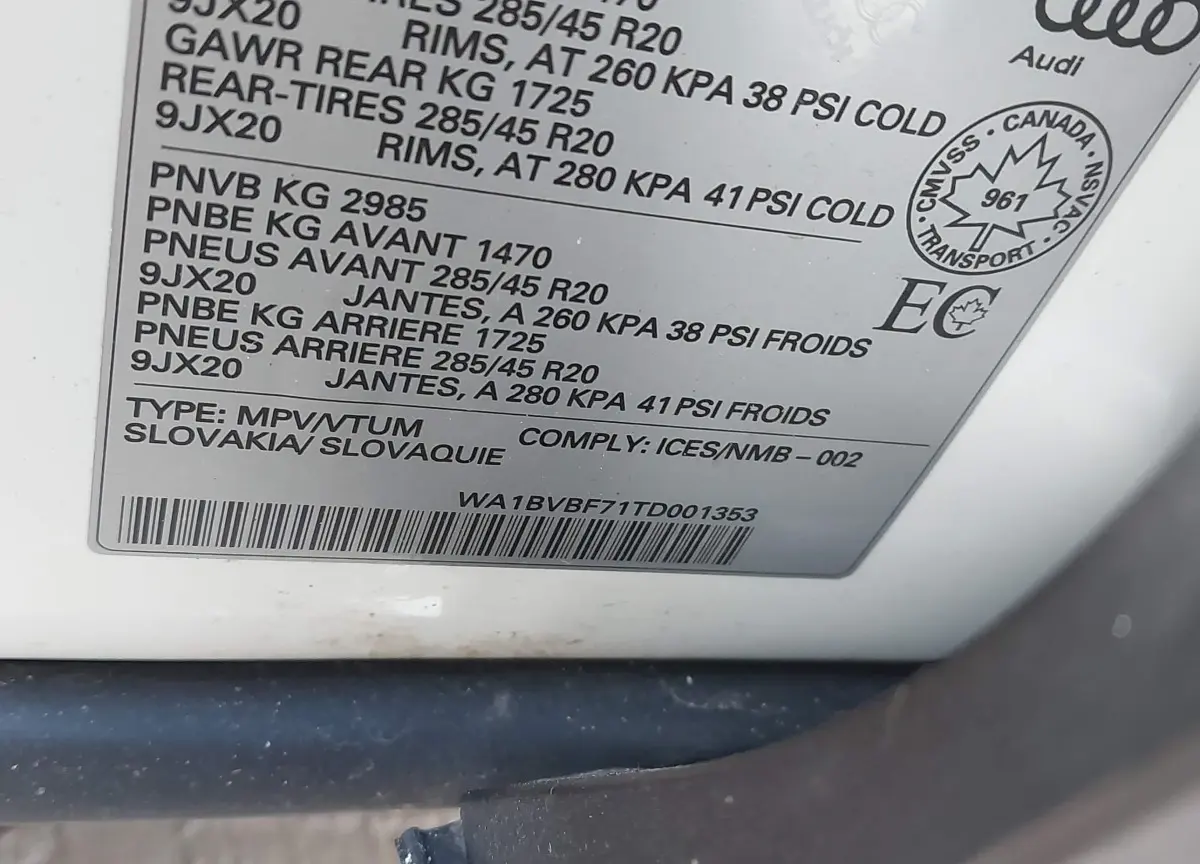 TIRES 285/45 R20
9JX20 RIMS, AT 260 KPA 38 PSI COLD
GAWR REAR KG 1725
REAR-TIRES 285/45 R20
9JX20 RIMS, AT 280 KPA 41 PSI COLD
PNVB KG 2985
PNBE KG AVANT 1470
PNEUS AVANT 285/45 R20
9JX20 JANTES, A 260 KPA 38 PSI FROIDS
PNBE KG ARRIERE 1725
PNEUS ARRIERE 285/45 R20
9JX20 JANTES, A 280 KPA 41 PSI FROIDS
TYPE: MPV/VTUM
SLOVAKIA/ SLOVAQUIE COMPLY: ICES/NMB – 002
WA1BVBF71TD001353
Audi
CMVSS · CANADA · NSVAC · TRANSPORT ·
961
EC